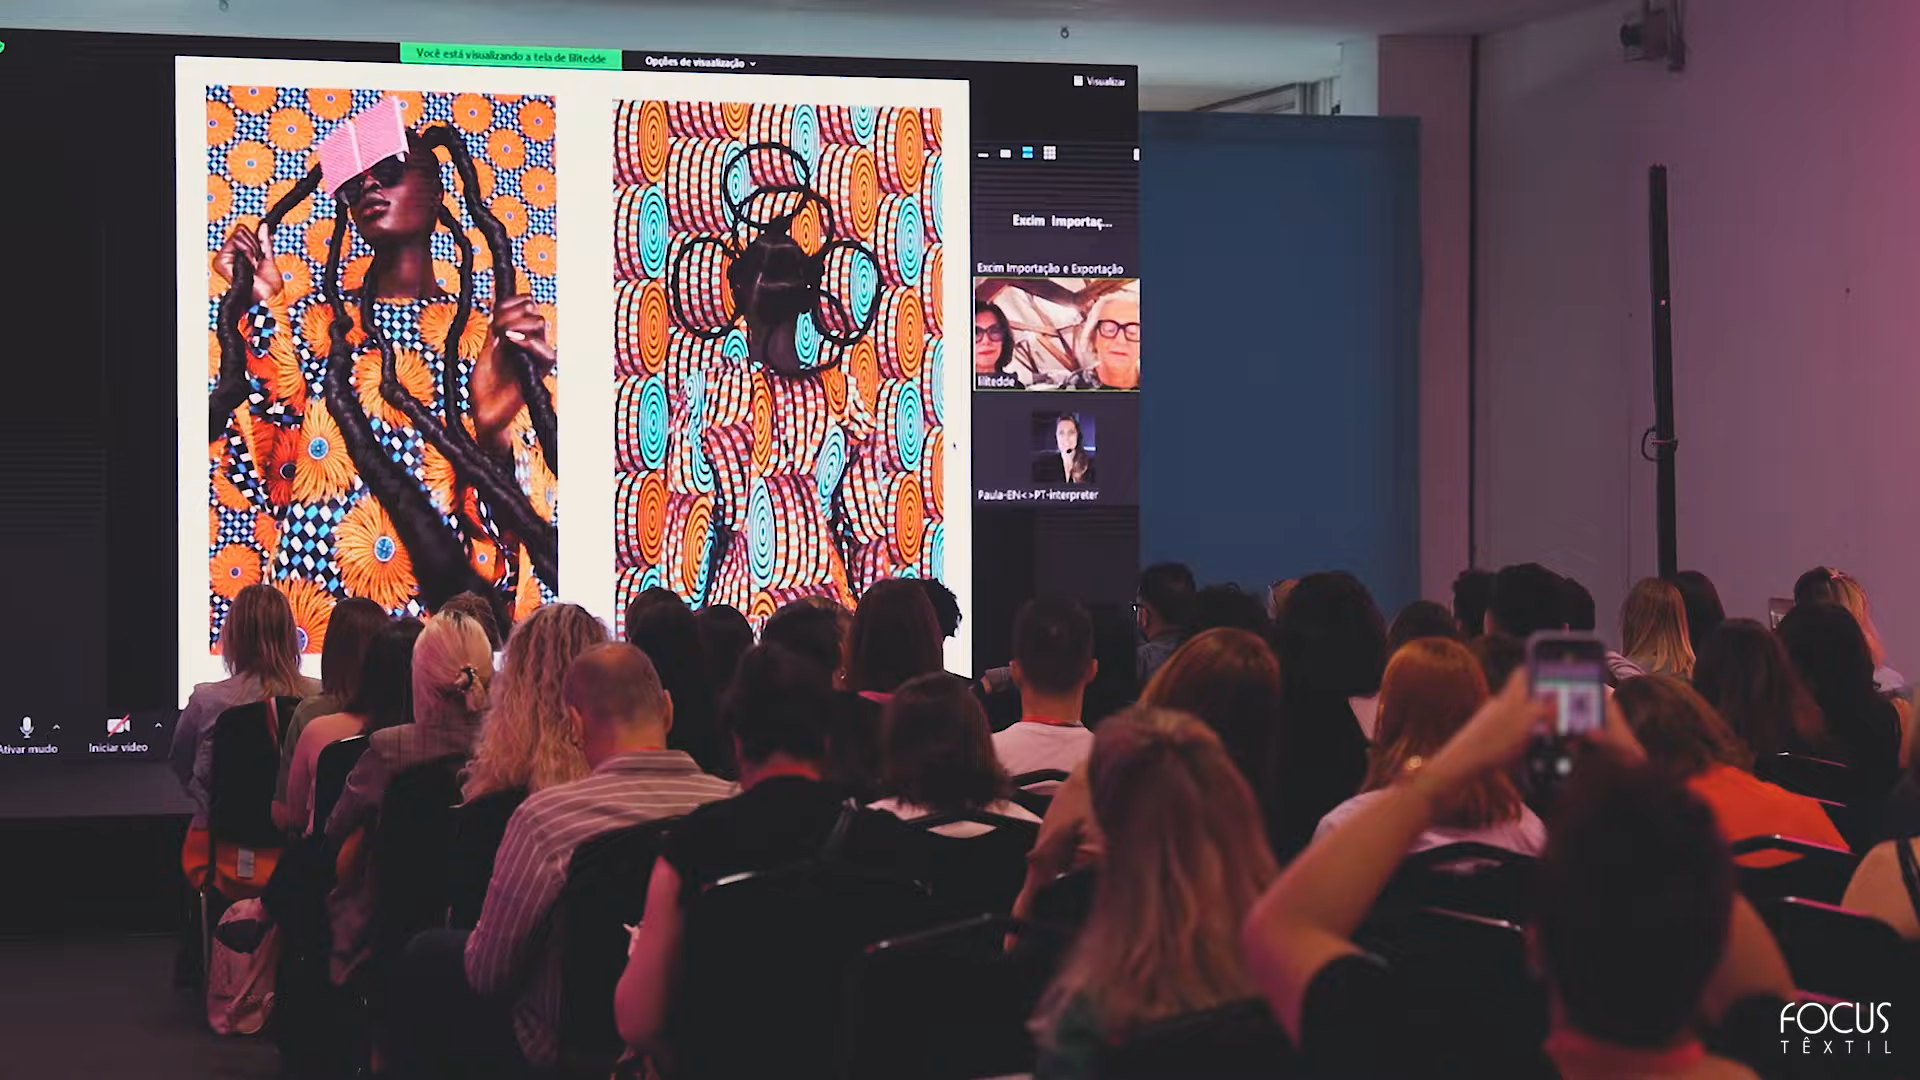 Você está visualizando a tela de lilitedde
Opções de visualização
Visualizar
Excim Importaç...
Excim Importação e Exportação
lilitedde
Paula-EN<>PT-interpreter
Ativar mudo
Iniciar vídeo
FOCUS
TÊXTIL